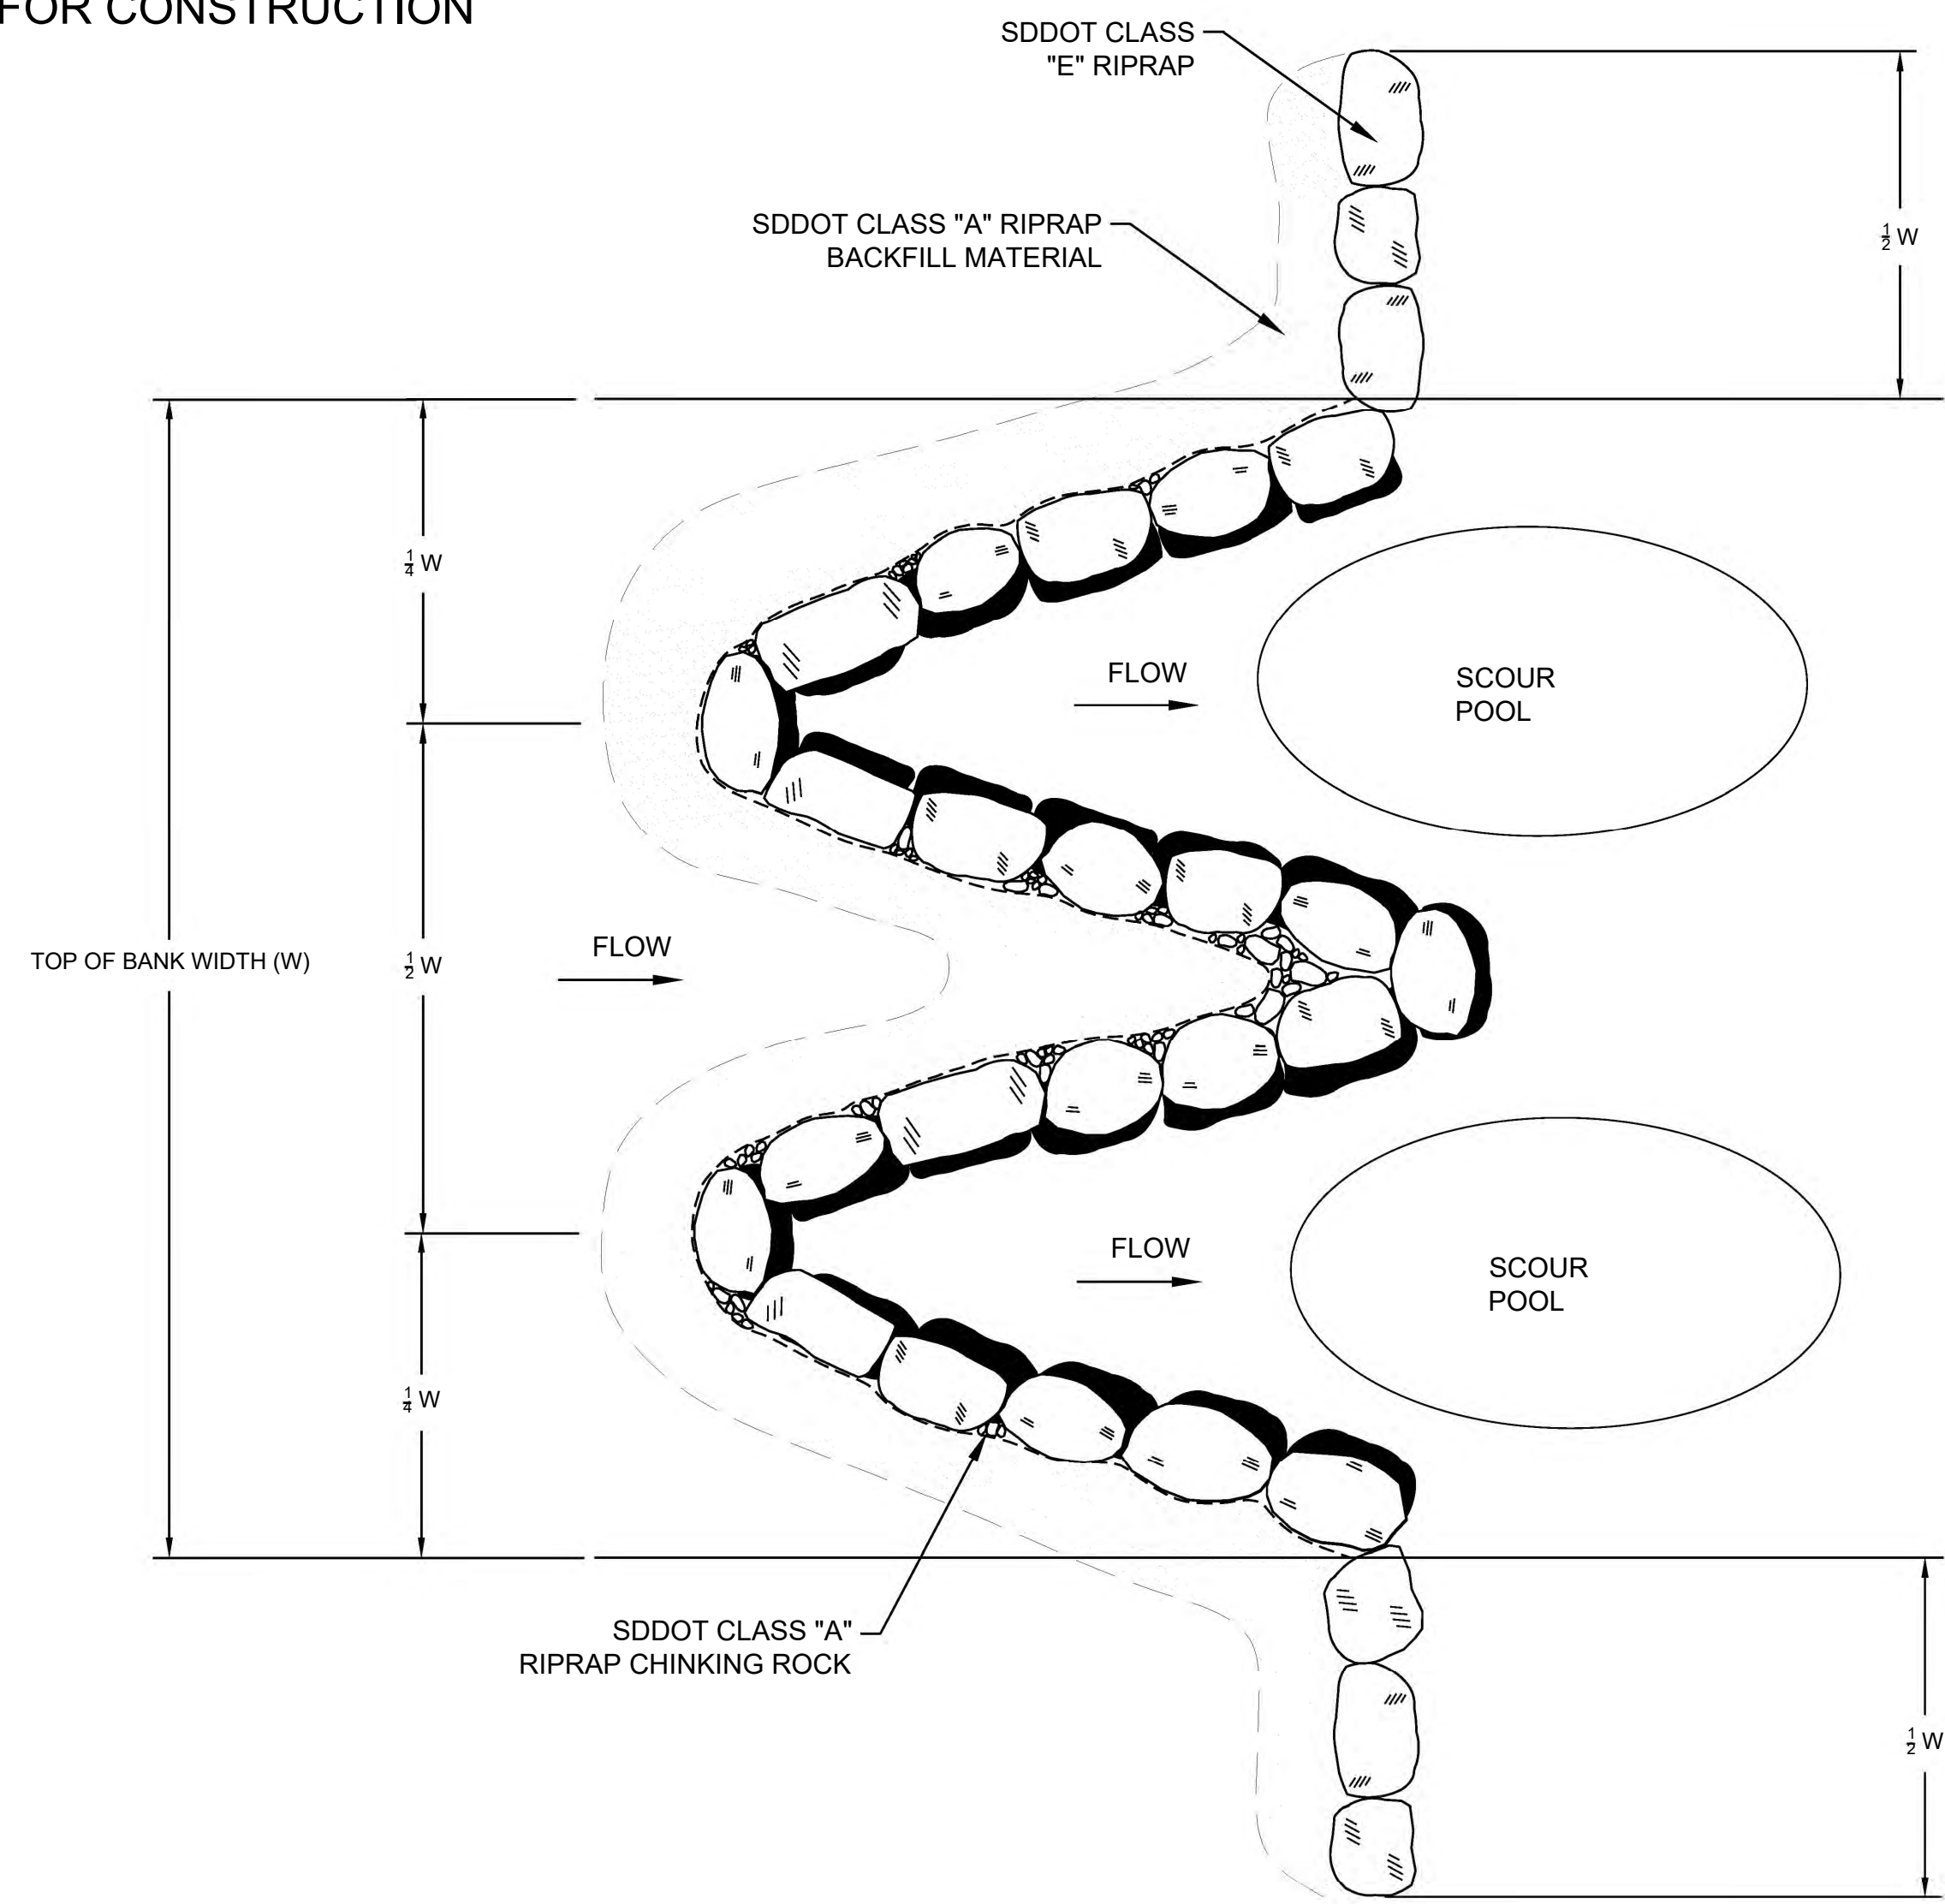 FOR CONSTRUCTION
SDDOT CLASS
"E" RIPRAP
SDDOT CLASS "A" RIPRAP
BACKFILL MATERIAL
1/2 W
1/4 W
FLOW
SCOUR
POOL
TOP OF BANK WIDTH (W)
1/2 W
FLOW
FLOW
SCOUR
POOL
1/4 W
SDDOT CLASS "A"
RIPRAP CHINKING ROCK
1/2 W